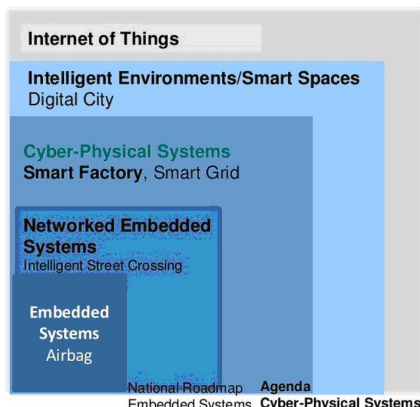 Internet of Things
Intelligent Environments/Smart Spaces
Digital City
Cyber-Physical Systems
Smart Factory, Smart Grid
Networked Embedded
Systems
Intelligent Street Crossing
Embedded
Systems
Airbag
National Roadmap Agenda
Embedded Systems Cyber-Physical Systems